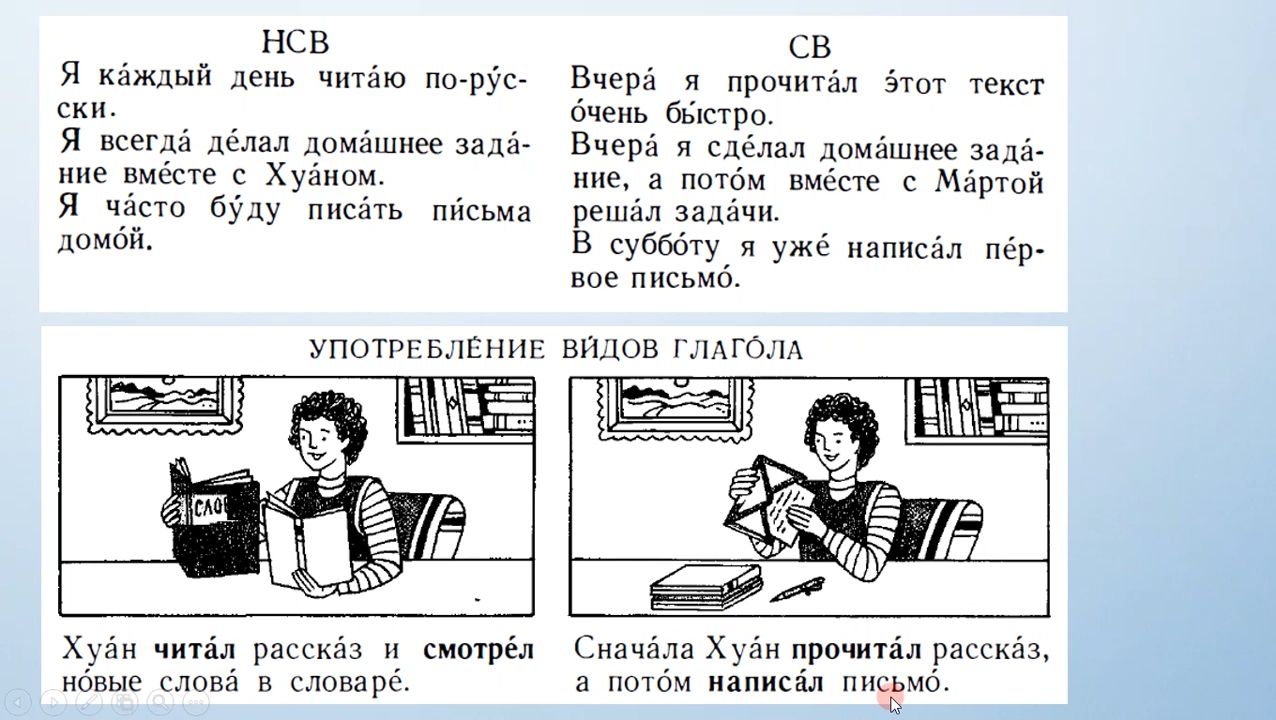 НСВ
Я ка́ждый день чита́ю по-ру́с-
ски.
Я всегда́ де́лал дома́шнее зада́-
ние вме́сте с Хуа́ном.
Я ча́сто бу́ду писа́ть пи́сьма
домо́й.
СВ
Вчера́ я прочита́л э́тот текст
о́чень бы́стро.
Вчера́ я сде́лал дома́шнее зада́-
ние, а пото́м вме́сте с Ма́ртой
реша́л зада́чи.
В суббо́ту я уже́ написа́л пе́р-
вое письмо́.
УПОТРЕБЛЕ́НИЕ ВИ́ДОВ ГЛАГО́ЛА
СЛО
Хуа́н чита́л расска́з и смотре́л
но́вые слова́ в словаре́.
Снача́ла Хуа́н прочита́л расска́з,
а пото́м написа́л письмо́.